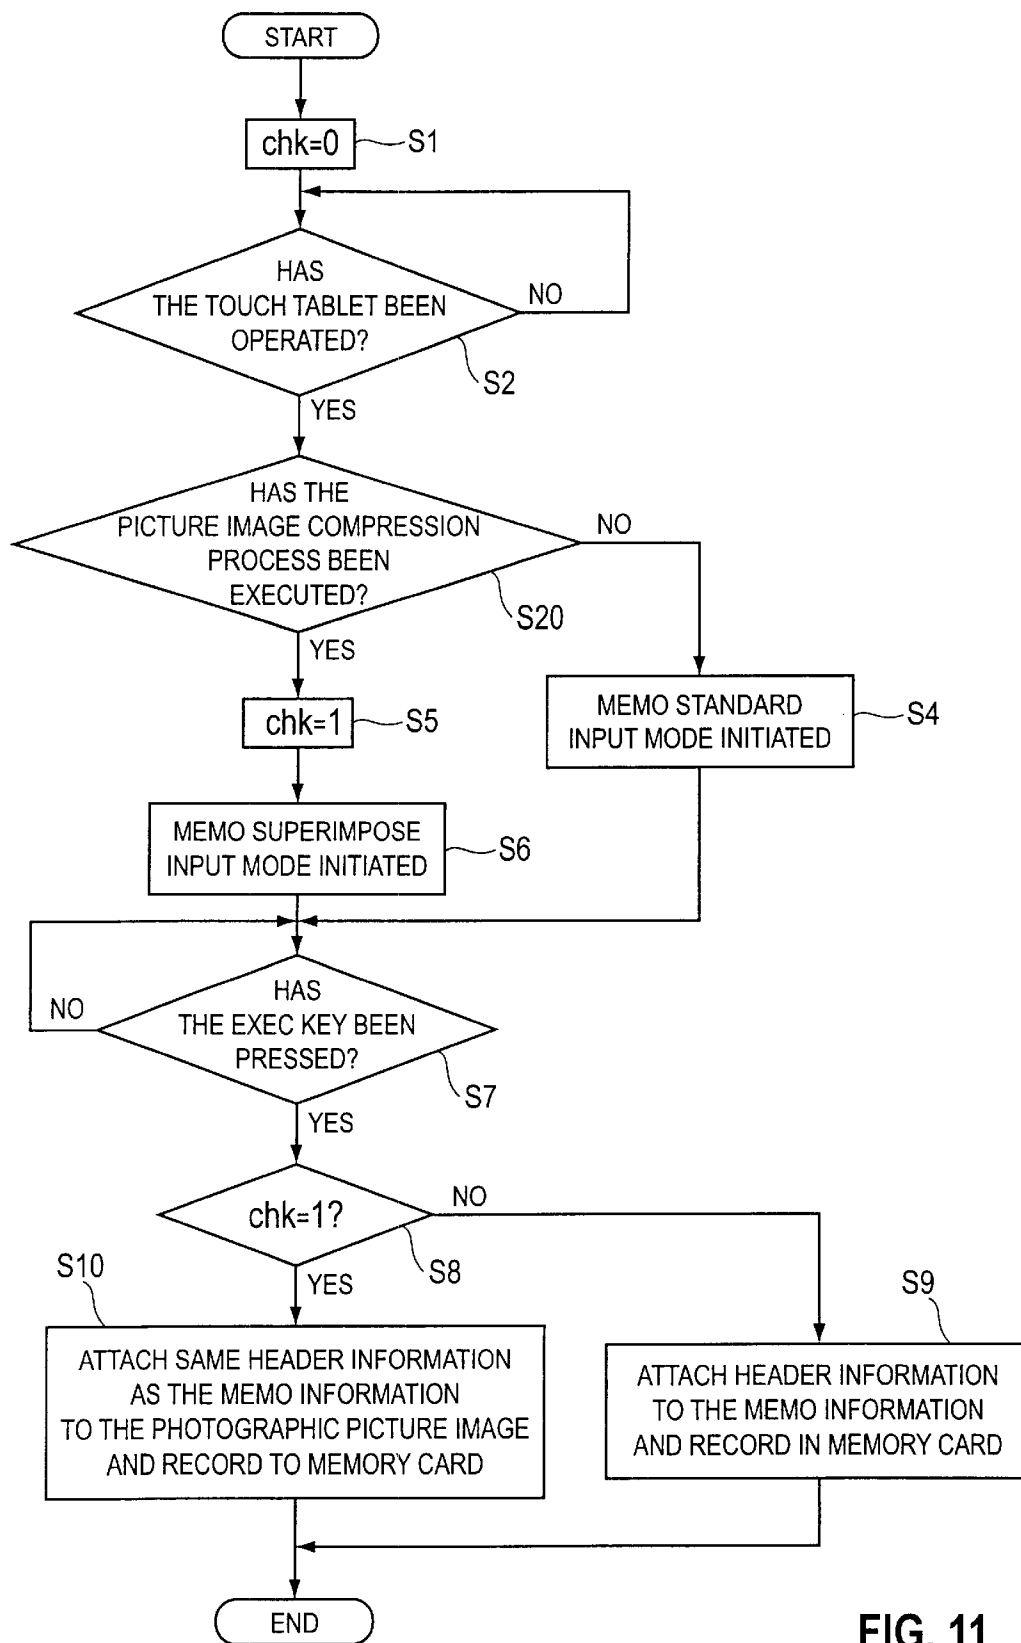 START
chk=0
S1
HAS
THE TOUCH TABLET BEEN
OPERATED?
NO
S2
YES
HAS THE
PICTURE IMAGE COMPRESSION
PROCESS BEEN
EXECUTED?
NO
S20
YES
chk=1
S5
MEMO STANDARD
INPUT MODE INITIATED
S4
MEMO SUPERIMPOSE
INPUT MODE INITIATED
S6
HAS
THE EXEC KEY BEEN
PRESSED?
NO
S7
YES
chk=1?
NO
S8
YES
S10
ATTACH SAME HEADER INFORMATION
AS THE MEMO INFORMATION
TO THE PHOTOGRAPHIC PICTURE IMAGE
AND RECORD TO MEMORY CARD
S9
ATTACH HEADER INFORMATION
TO THE MEMO INFORMATION
AND RECORD IN MEMORY CARD
END
FIG. 11